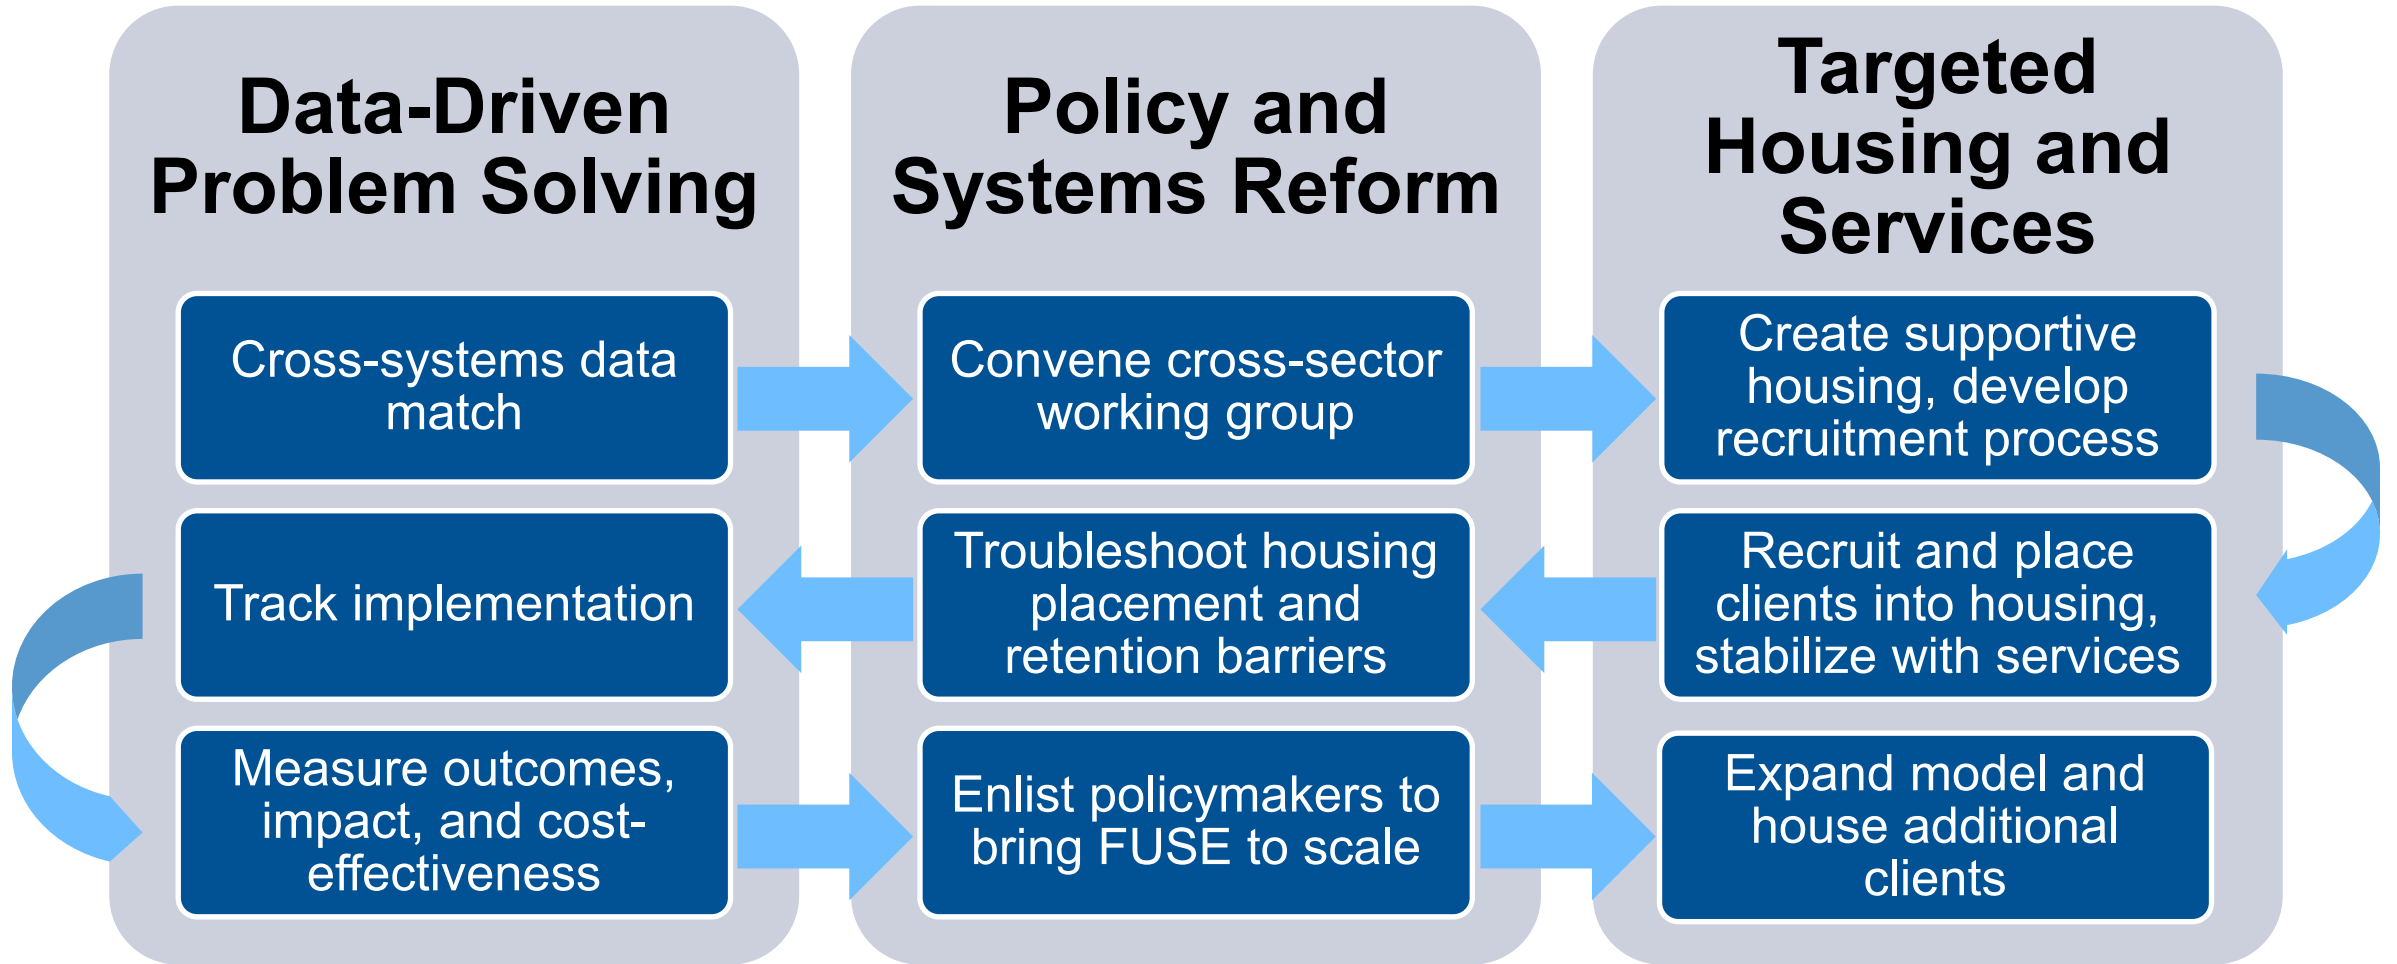 Data-Driven
Problem Solving
Cross-systems data
match
Track implementation
Measure outcomes,
impact, and cost-
effectiveness
Policy and
Systems Reform
Convene cross-sector
working group
Troubleshoot housing
placement and
retention barriers
Enlist policymakers to
bring FUSE to scale
Targeted
Housing and
Services
Create supportive
housing, develop
recruitment process
Recruit and place
clients into housing,
stabilize with services
Expand model and
house additional
clients